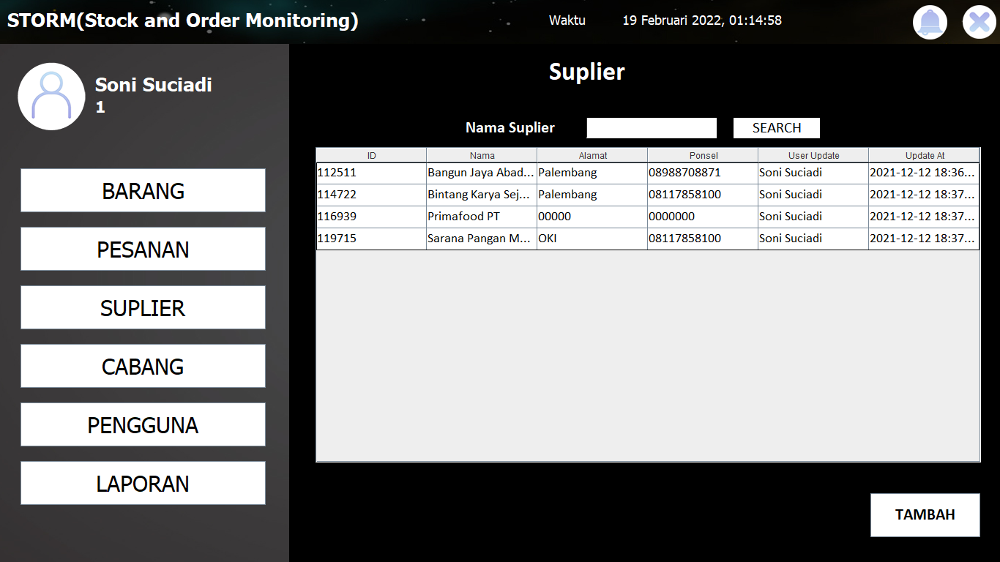 STORM(Stock and Order Monitoring) Waktu 19 Februari 2022, 01:14:58
Soni Suciadi
1
BARANG
PESANAN
SUPLIER
CABANG
PENGGUNA
LAPORAN
Suplier
Nama Suplier SEARCH
ID Nama Alamat Ponsel User Update Update At
112511 Bangun Jaya Abad... Palembang 08988708871 Soni Suciadi 2021-12-12 18:36...
114722 Bintang Karya Sej... Palembang 08117858100 Soni Suciadi 2021-12-12 18:37...
116939 Primafood PT 00000 0000000 Soni Suciadi 2021-12-12 18:37...
119715 Sarana Pangan M... OKI 08117858100 Soni Suciadi 2021-12-12 18:37...
TAMBAH